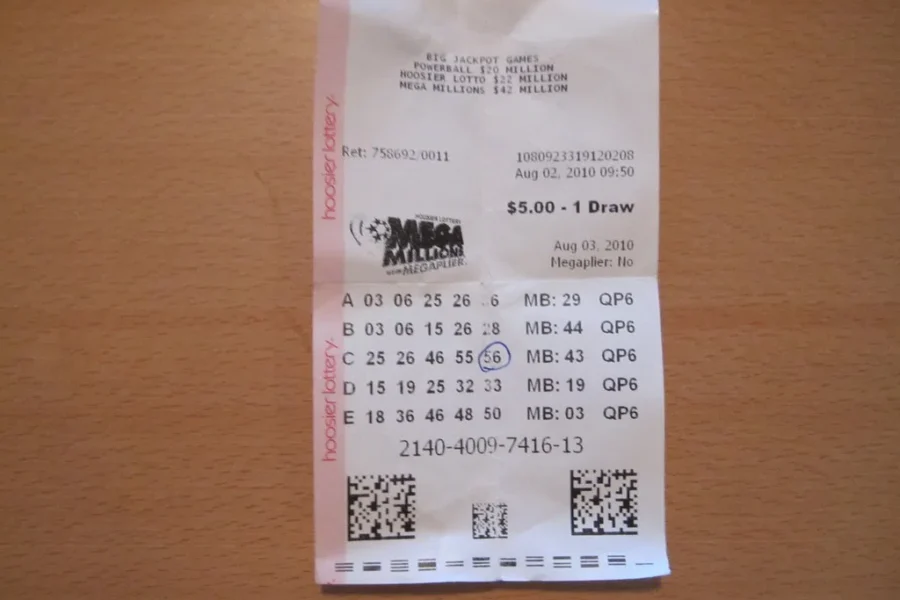 BIG JACKPOT GAMES
POWERBALL $20 MILLION
HOOSIER LOTTO $22 MILLION
MEGA MILLIONS $42 MILLION
hoosier lottery.
Ret: 758692/0011 1080923319120208
Aug 02, 2010 09:50
$5.00 - 1 Draw
HOOSIER LOTTERY
MEGA
MILLIONS
MEGAPLIER.
Aug 03, 2010
Megaplier: No
A 03 06 25 26 MB: 29 QP6
B 03 06 15 26 28 MB: 44 QP6
C 25 26 46 55 56 MB: 43 QP6
D 15 19 25 32 33 MB: 19 QP6
E 18 36 46 48 50 MB: 03 QP6
hoosier lottery.
2140-4009-7416-13